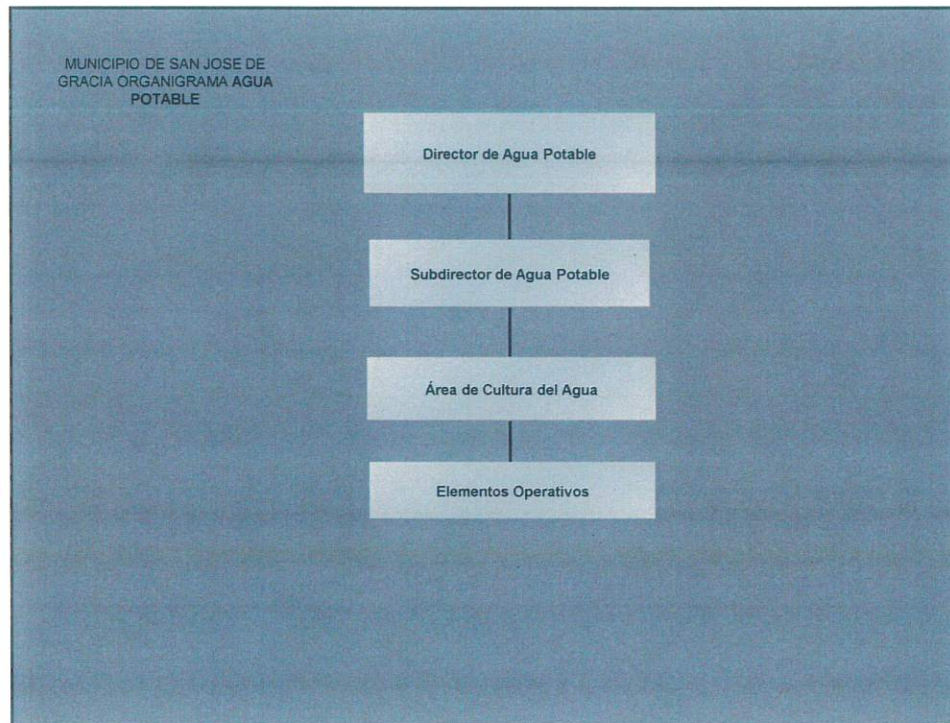 MUNICIPIO DE SAN JOSE DE
GRACIA ORGANIGRAMA AGUA
POTABLE
Director de Agua Potable
Subdirector de Agua Potable
Área de Cultura del Agua
Elementos Operativos